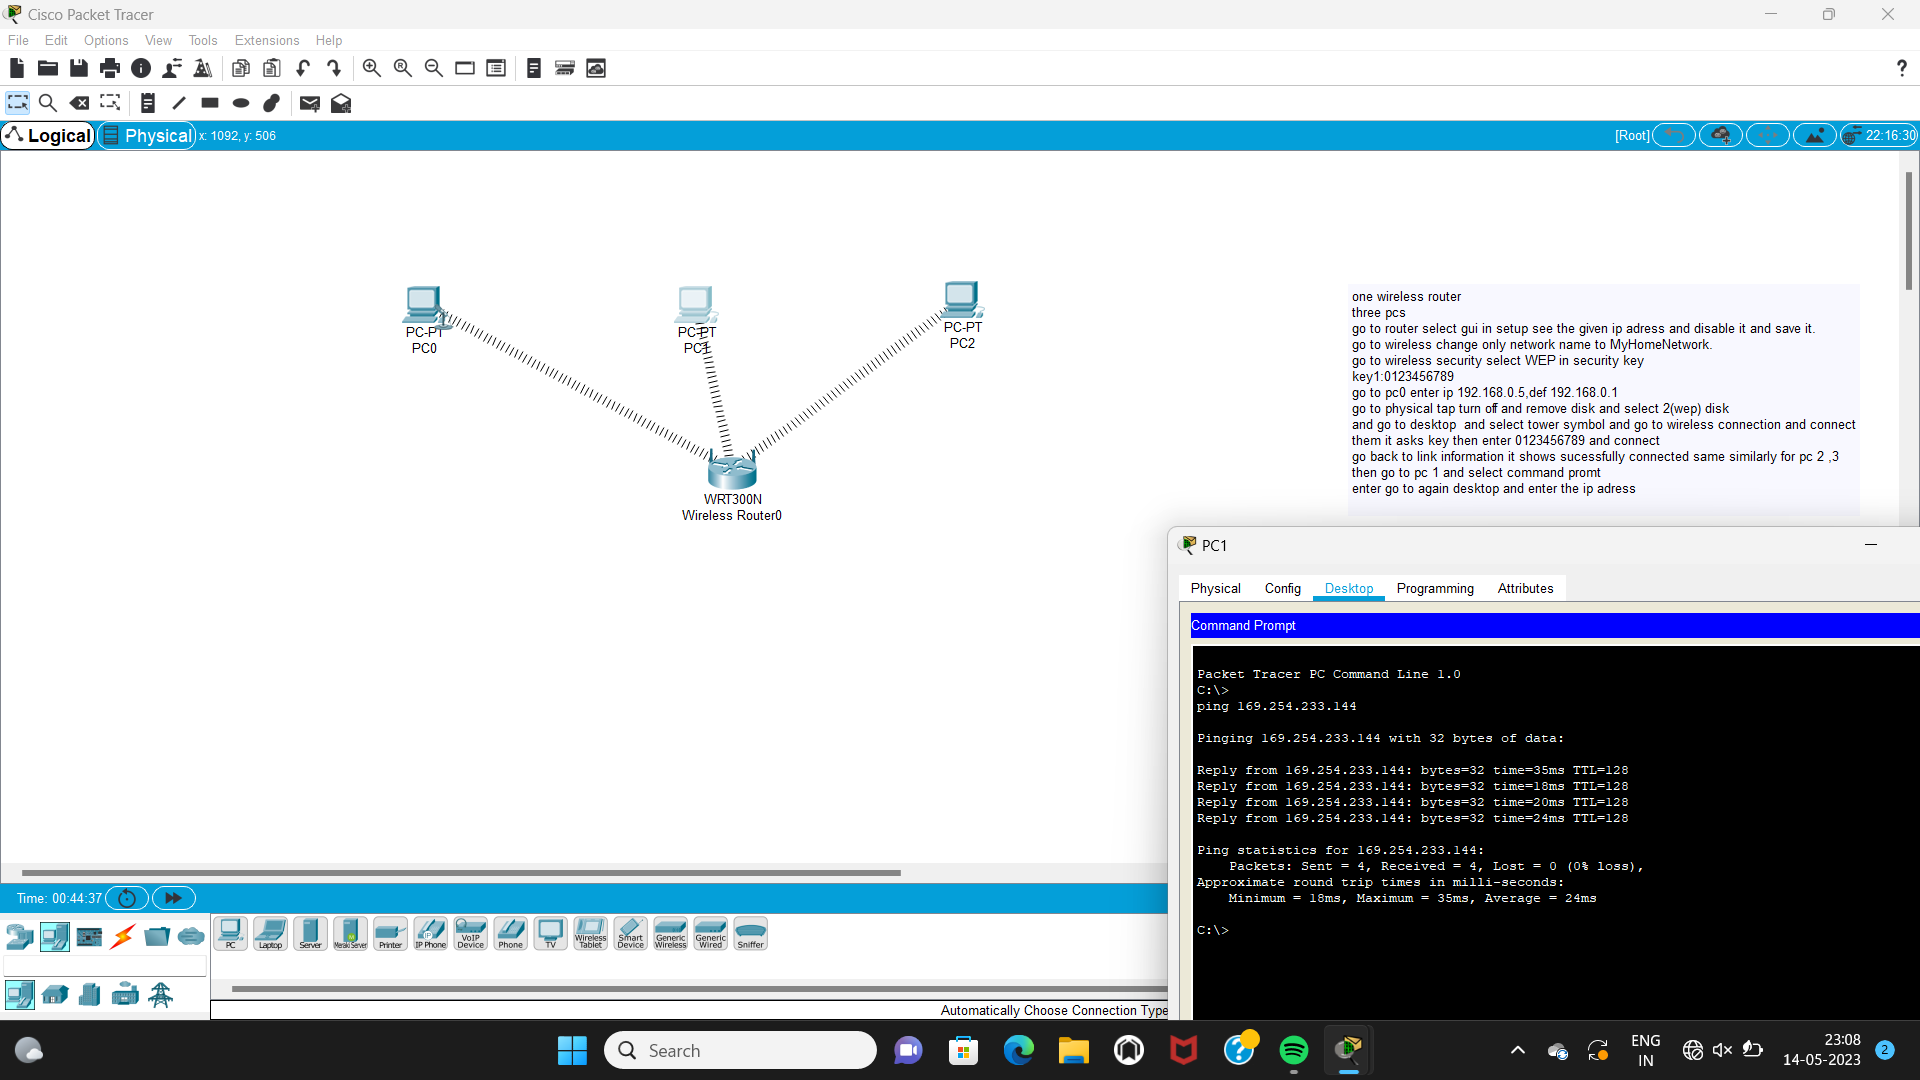 Cisco Packet Tracer
File Edit Options View Tools Extensions Help
?
Logical Physical x: 1092, y: 506 [Root] 22:16:30
PC-PT
PC0
PC-PT
PC1
PC-PT
PC2
WRT300N
Wireless Router0
one wireless router
three pcs
go to router select gui in setup see the given ip adress and disable it and save it.
go to wireless change only network name to MyHomeNetwork.
go to wireless security select WEP in security key
key1:0123456789
go to pc0 enter ip 192.168.0.5,def 192.168.0.1
go to physical tap turn off and remove disk and select 2(wep) disk
and go to desktop and select tower symbol and go to wireless connection and connect
them it asks key then enter 0123456789 and connect
go back to link information it shows sucessfully connected same similarly for pc 2 ,3
then go to pc 1 and select command promt
enter go to again desktop and enter the ip adress
PC1
Physical Config Desktop Programming Attributes
Command Prompt
Packet Tracer PC Command Line 1.0
C:\>
ping 169.254.233.144
Pinging 169.254.233.144 with 32 bytes of data:
Reply from 169.254.233.144: bytes=32 time=35ms TTL=128
Reply from 169.254.233.144: bytes=32 time=18ms TTL=128
Reply from 169.254.233.144: bytes=32 time=20ms TTL=128
Reply from 169.254.233.144: bytes=32 time=24ms TTL=128
Ping statistics for 169.254.233.144:
Packets: Sent = 4, Received = 4, Lost = 0 (0% loss),
Approximate round trip times in milli-seconds:
Minimum = 18ms, Maximum = 35ms, Average = 24ms
C:\>
Time: 00:44:37
PC Laptop Server Meraki Server Printer IP Phone VoIP Device Phone TV Wireless Tablet Smart Device Generic Wireless Generic Wired Sniffer
Automatically Choose Connection Type
Search
ENG
IN
23:08
14-05-2023
2